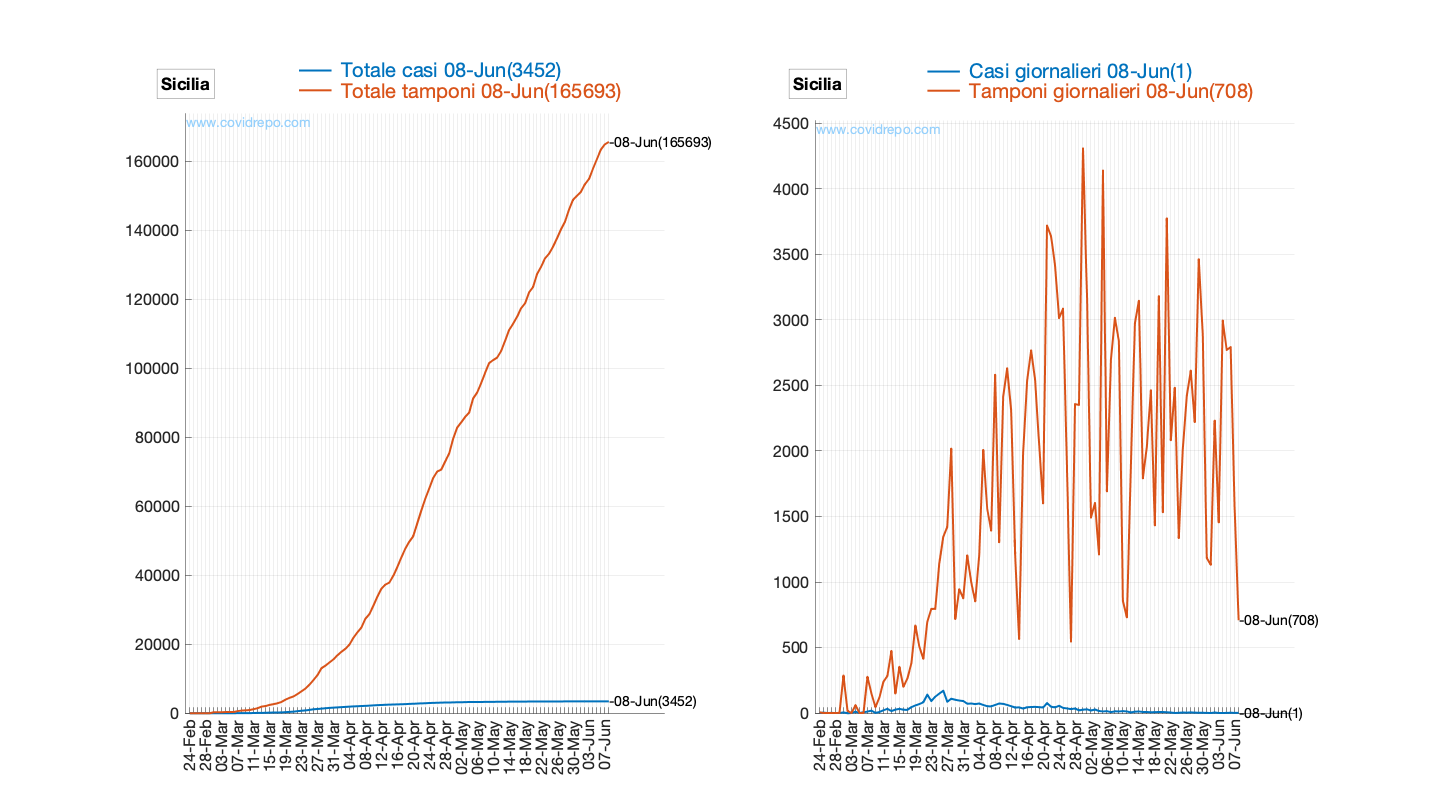 Sicilia
Totale casi 08-Jun(3452)
Totale tamponi 08-Jun(165693)
www.covidrepo.com
08-Jun(165693)
160000
140000
120000
100000
80000
60000
40000
20000
0
08-Jun(3452)
24-Feb
28-Feb
03-Mar
07-Mar
11-Mar
15-Mar
19-Mar
23-Mar
27-Mar
31-Mar
04-Apr
08-Apr
12-Apr
16-Apr
20-Apr
24-Apr
28-Apr
02-May
06-May
10-May
14-May
18-May
22-May
26-May
30-May
03-Jun
07-Jun
Sicilia
Casi giornalieri 08-Jun(1)
Tamponi giornalieri 08-Jun(708)
www.covidrepo.com
4500
4000
3500
3000
2500
2000
1500
1000
500
0
08-Jun(708)
08-Jun(1)
24-Feb
28-Feb
03-Mar
07-Mar
11-Mar
15-Mar
19-Mar
23-Mar
27-Mar
31-Mar
04-Apr
08-Apr
12-Apr
16-Apr
20-Apr
24-Apr
28-Apr
02-May
06-May
10-May
14-May
18-May
22-May
26-May
30-May
03-Jun
07-Jun